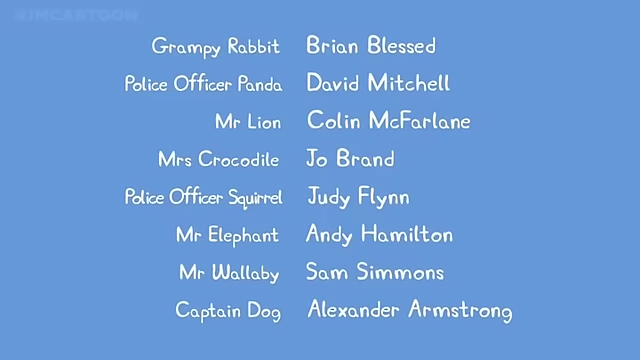 @JMCARTOON
Grampy Rabbit Brian Blessed
Police Officer Panda David Mitchell
Mr Lion Colin McFarlane
Mrs Crocodile Jo Brand
Police Officer Squirrel Judy Flynn
Mr Elephant Andy Hamilton
Mr Wallaby Sam Simmons
Captain Dog Alexander Armstrong